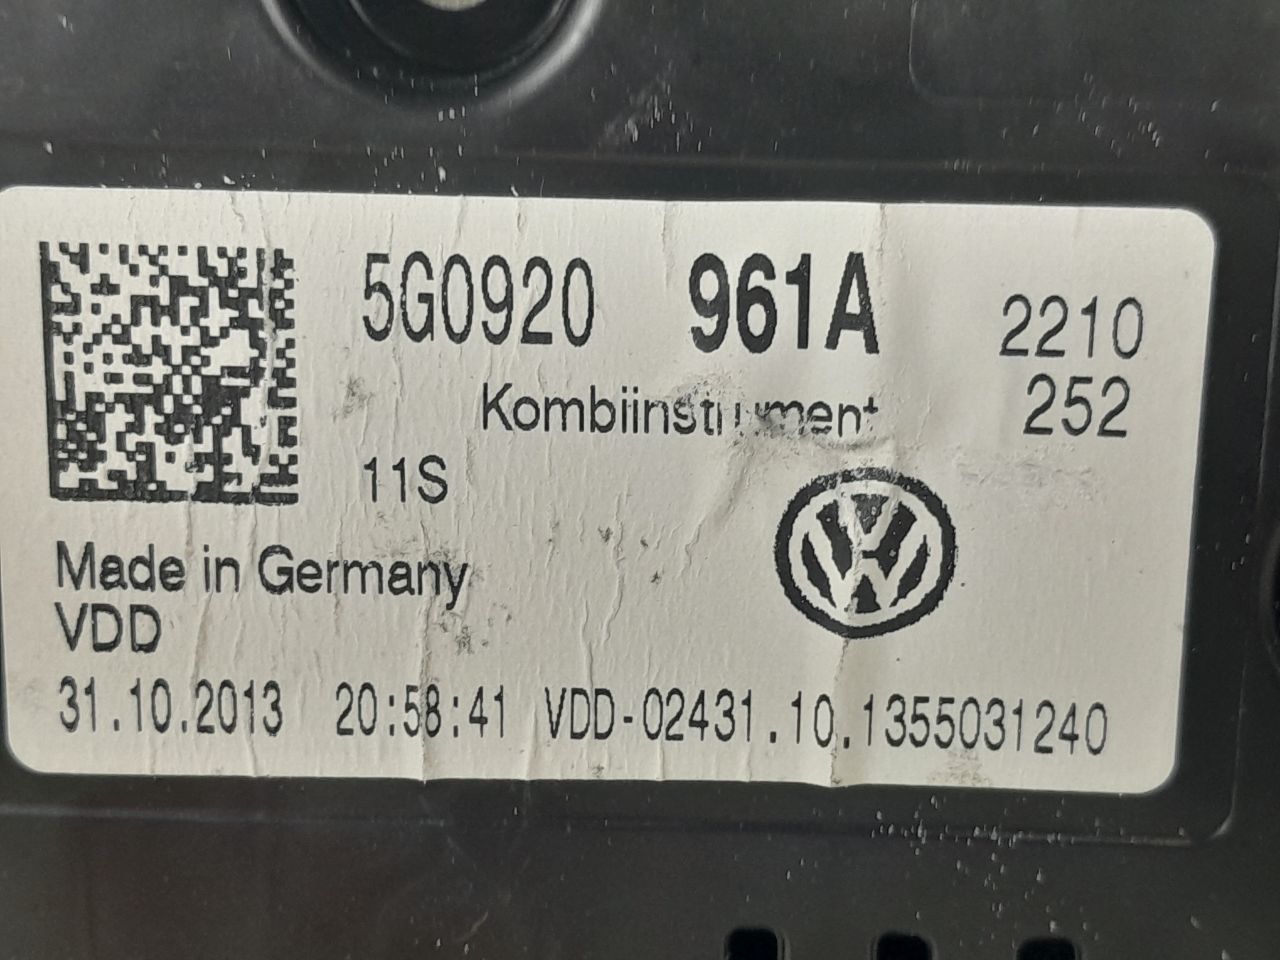 5G0920 961A 2210
Kombiinstrument 252
11S
Made in Germany
VDD
31.10.2013 20:58:41 VDD-02431.10.1355031240